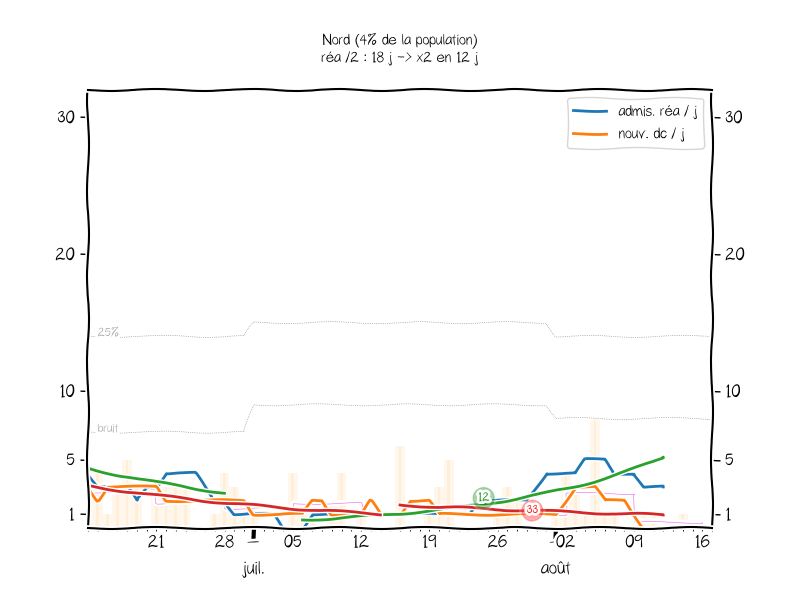 Nord (4% de la population)
réa /2 : 18 j -> x2 en 12 j
admis. réa / j
nouv. dc / j
30
30
20
20
25%
10
10
bruit
5
5
12
33
1
1
21 28 05 12 19 26 02 09 16
juil. août